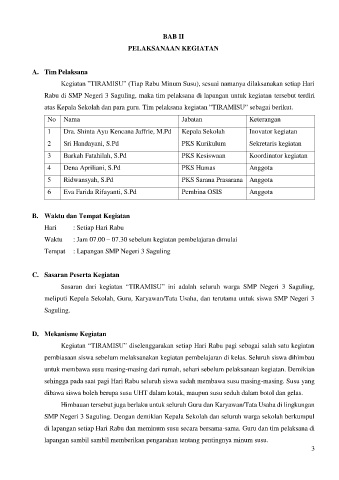 BAB II
PELAKSANAAN KEGIATAN
A. Tim Pelaksana
Kegiatan "TIRAMISU" (Tiap Rabu Minum Susu), sesuai namanya dilaksanakan setiap Hari
Rabu di SMP Negeri 3 Saguling, maka tim pelaksana di lapangan untuk kegiatan tersebut terdiri
atas Kepala Sekolah dan para guru. Tim pelaksana kegiatan "TIRAMISU" sebagai berikut.
No Nama Jabatan Keterangan
1 Dra. Shinta Ayu Kencana Jaffrie, M.Pd Kepala Sekolah Inovator kegiatan
2 Sri Handayani, S.Pd PKS Kurikulum Sekretaris kegiatan
3 Barkah Fatahilah, S.Pd PKS Kesiswaan Koordinator kegiatan
4 Dena Apriliani, S.Pd PKS Humas Anggota
5 Ridwansyah, S.Pd PKS Sarana Prasarana Anggota
6 Eva Farida Rifayanti, S.Pd Pembina OSIS Anggota
B. Waktu dan Tempat Kegiatan
Hari : Setiap Hari Rabu
Waktu : Jam 07.00 – 07.30 sebelum kegiatan pembelajaran dimulai
Tempat : Lapangan SMP Negeri 3 Saguling
C. Sasaran Peserta Kegiatan
Sasaran dari kegiatan “TIRAMISU” ini adalah seluruh warga SMP Negeri 3 Saguling,
meliputi Kepala Sekolah, Guru, Karyawan/Tata Usaha, dan terutama untuk siswa SMP Negeri 3
Saguling.
D. Mekanisme Kegiatan
Kegiatan “TIRAMISU” diselenggarakan setiap Hari Rabu pagi sebagai salah satu kegiatan
pembiasaan siswa sebelum melaksanakan kegiatan pembelajaran di kelas. Seluruh siswa dihimbau
untuk membawa susu masing-masing dari rumah, sehari sebelum pelaksanaan kegiatan. Demikian
sehingga pada saat pagi Hari Rabu seluruh siswa sudah membawa susu masing-masing. Susu yang
dibawa siswa boleh berupa susu UHT dalam kotak, maupun susu seduh dalam botol dan gelas.
Himbauan tersebut juga berlaku untuk seluruh Guru dan Karyawan/Tata Usaha di lingkungan
SMP Negeri 3 Saguling. Dengan demikian Kepala Sekolah dan seluruh warga sekolah berkumpul
di lapangan setiap Hari Rabu dan meminum susu secara bersama-sama. Guru dan tim pelaksana di
lapangan sambil sambil memberikan pengarahan tentang pentingnya minum susu.
3